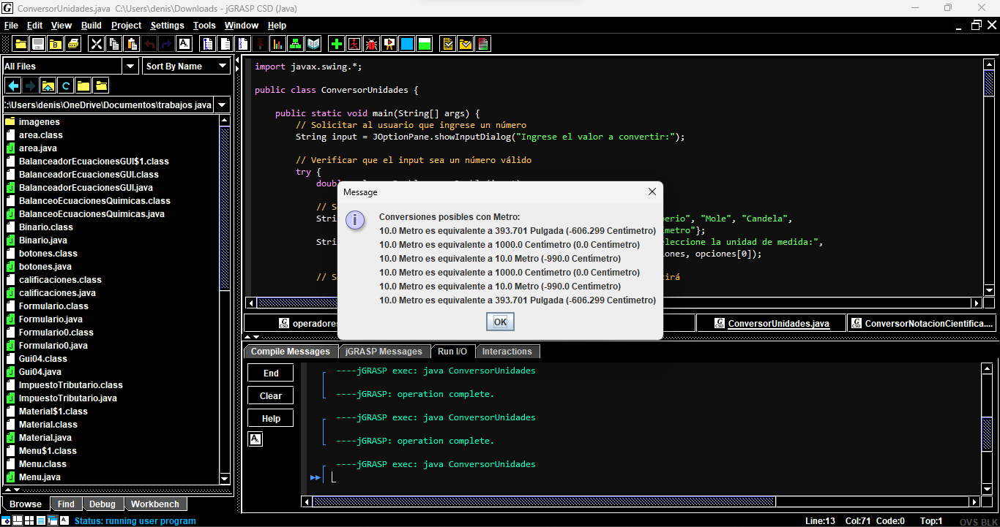 ConversorUnidades.java C:\Users\denis\Downloads - jGRASP CSD (Java)
File Edit View Build Project Settings Tools Window Help
All Files
Sort By Name
:\Users\denis\OneDrive\Documentos\trabajos java
imagenes
area.class
area.java
BalanceadorEcuacionesGUI$1.class
BalanceadorEcuacionesGUI.class
BalanceadorEcuacionesGUI.java
BalanceoEcuacionesQuimicas.class
BalanceoEcuacionesQuimicas.java
Binario.class
Binario.java
botones.class
botones.java
calificaciones.class
calificaciones.java
Formulario.class
Formulario.java
Formulario0.class
Formulario0.java
Gui04.class
Gui04.java
ImpuestoTributario.class
ImpuestoTributario.java
Material$1.class
Material.class
Material.java
Menu$1.class
Menu.class
Menu.java
Browse Find Debug Workbench
import javax.swing.*;
public class ConversorUnidades {
public static void main(String[] args) {
// Solicitar al usuario que ingrese un número
String input = JOptionPane.showInputDialog("Ingrese el valor a convertir:");
// Verificar que el input sea un número válido
try {
doub
// S
Stri perio", "Mole", "Candela",
metro"};
Stri leccione la unidad de medida:",
ones, opciones[0]);
// S irá
Message
Conversiones posibles con Metro:
10.0 Metro es equivalente a 393.701 Pulgada (-606.299 Centímetro)
10.0 Metro es equivalente a 1000.0 Centímetro (0.0 Centímetro)
10.0 Metro es equivalente a 10.0 Metro (-990.0 Centímetro)
10.0 Metro es equivalente a 1000.0 Centímetro (0.0 Centímetro)
10.0 Metro es equivalente a 10.0 Metro (-990.0 Centímetro)
10.0 Metro es equivalente a 393.701 Pulgada (-606.299 Centímetro)
OK
operadores ConversorUnidades.java ConversorNotacionCientifica....
Compile Messages jGRASP Messages Run I/O Interactions
End
Clear
Help
----jGRASP exec: java ConversorUnidades
----jGRASP: operation complete.
----jGRASP exec: java ConversorUnidades
----jGRASP: operation complete.
----jGRASP exec: java ConversorUnidades
Status: running user program
Line:13 Col:71 Code:0 Top:1 OVS BLK